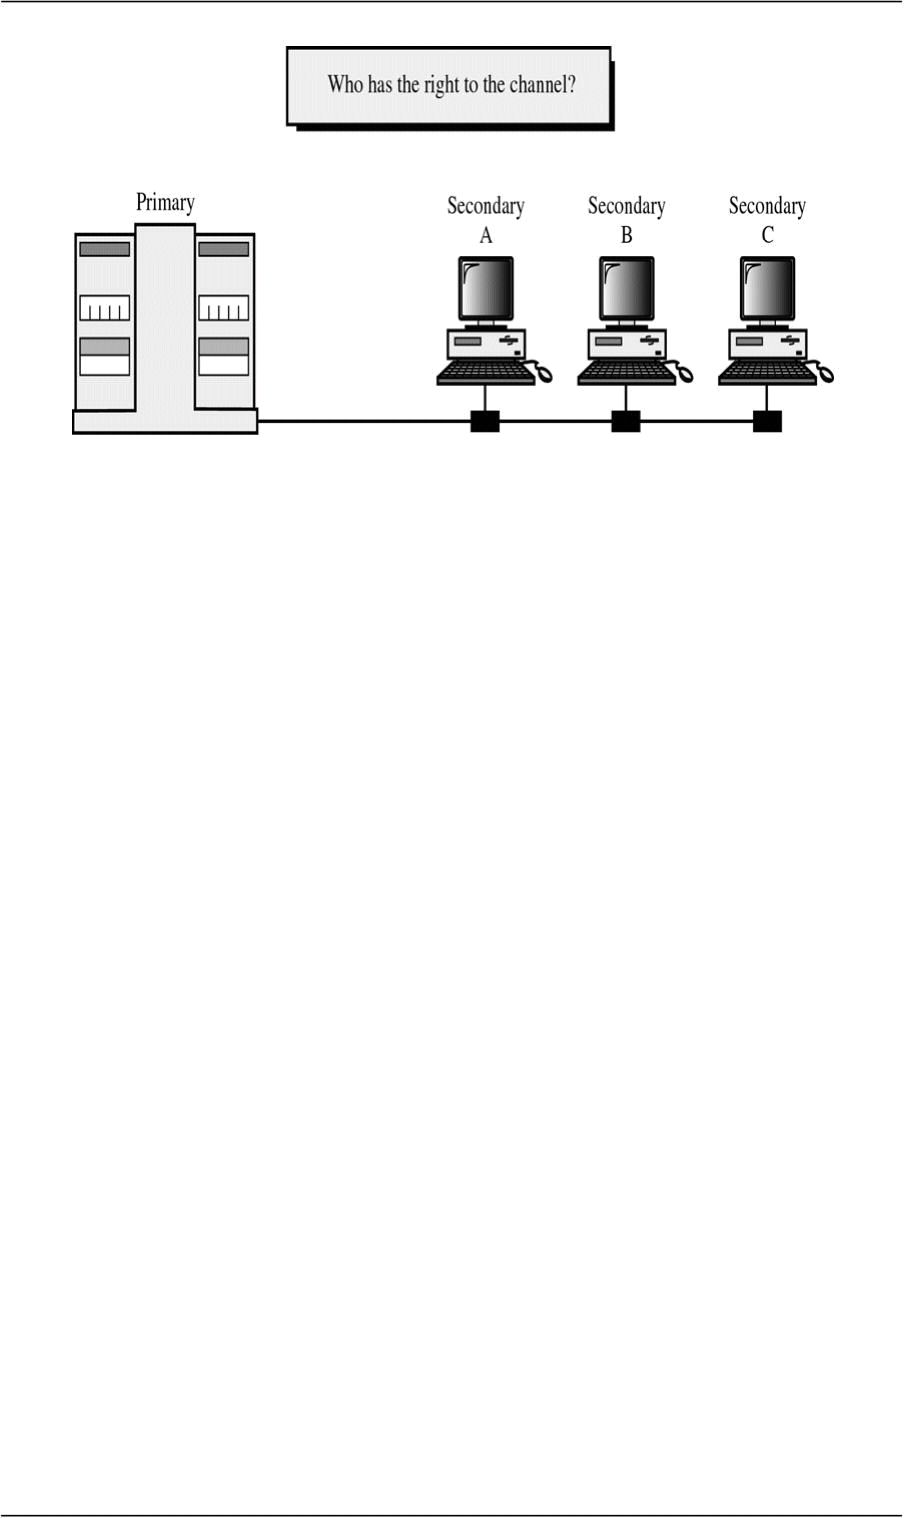 Who has the right to the channel?
Primary
Secondary
A
Secondary
B
Secondary
C